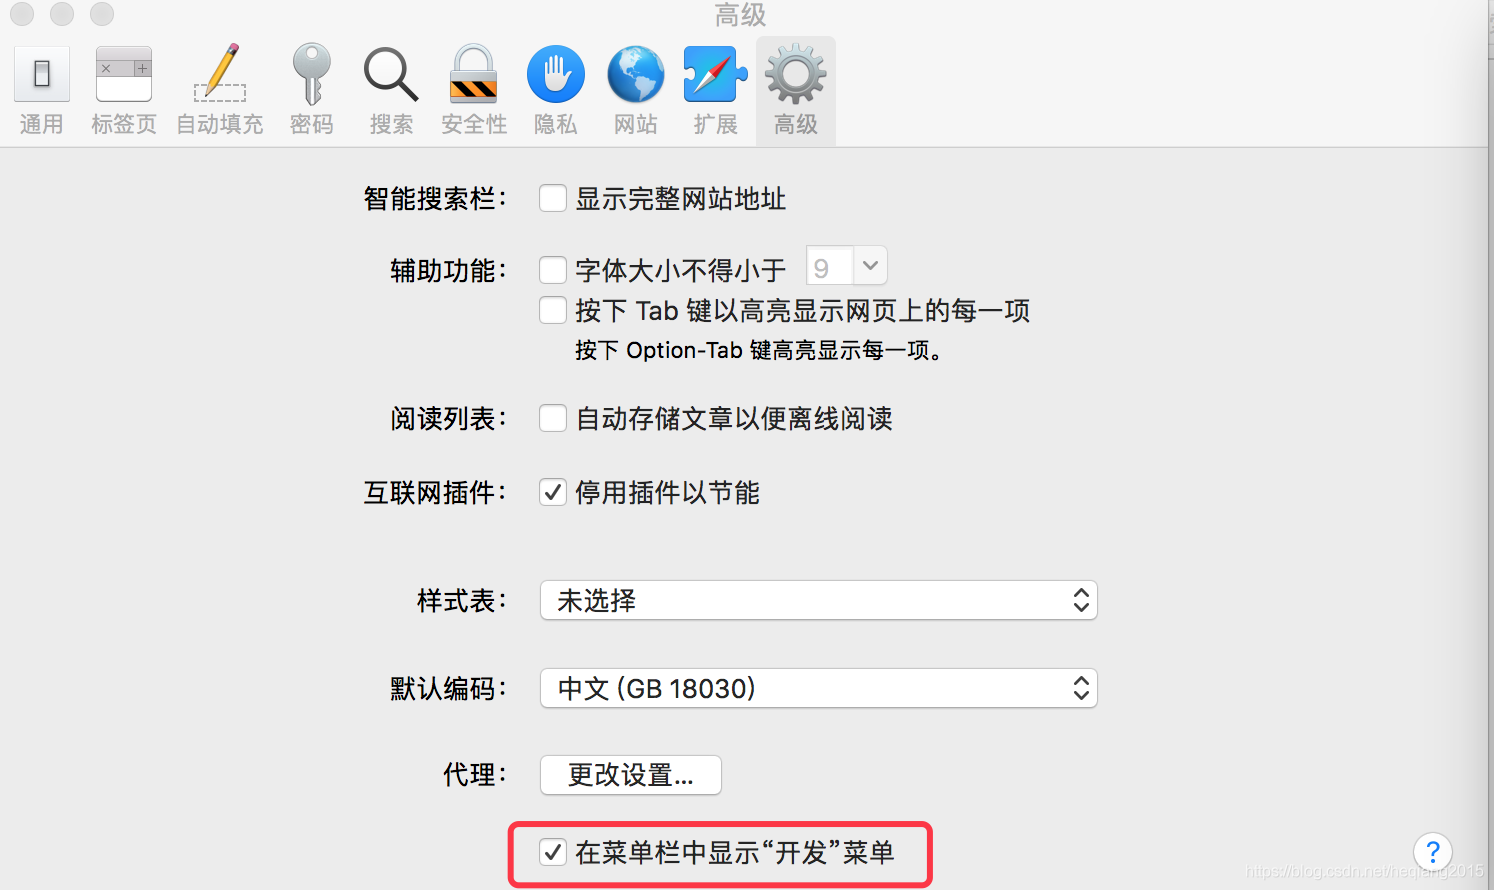 高级
通用 标签页 自动填充 密码 搜索 安全性 隐私 网站 扩展 高级
智能搜索栏： 显示完整网站地址
辅助功能： 字体大小不得小于 9
按下 Tab 键以高亮显示网页上的每一项
按下 Option-Tab 键高亮显示每一项。
阅读列表： 自动存储文章以便离线阅读
互联网插件： 停用插件以节能
样式表： 未选择
默认编码： 中文 (GB 18030)
代理： 更改设置...
在菜单栏中显示“开发”菜单
?
https://blog.csdn.net/heqiang2015